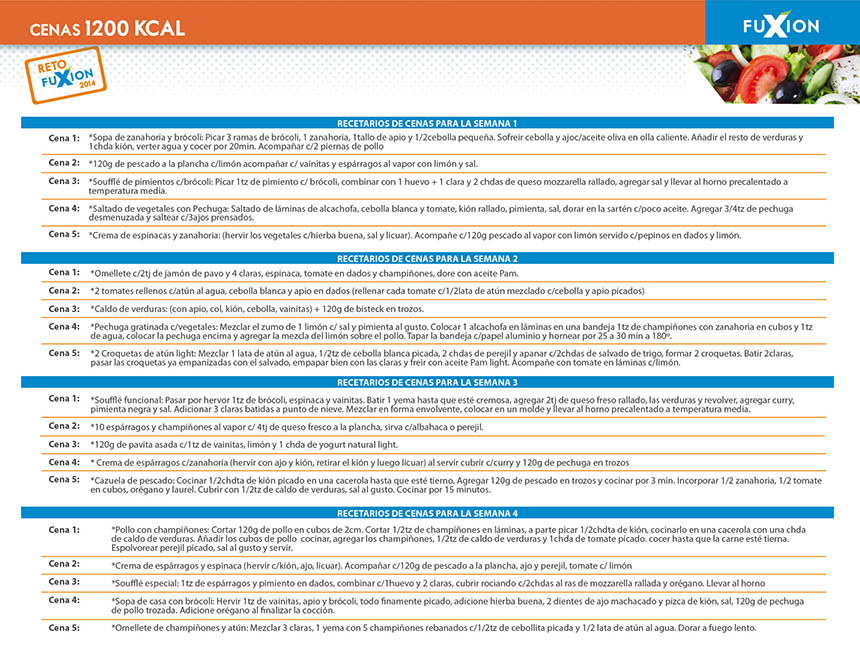 CENAS 1200 KCAL
FUXION
RETO
FUXION
2014
RECETARIOS DE CENAS PARA LA SEMANA 1
Cena 1: *Sopa de zanahoria y brócoli: Picar 3 ramas de brócoli, 1 zanahoria, 1tallo de apio y 1/2cebolla pequeña. Sofreir cebolla y ajoc/aceite oliva en olla caliente. Añadir el resto de verduras y
1chda kión, verter agua y cocer por 20min. Acompañar c/2 piernas de pollo
Cena 2: *120g de pescado a la plancha c/limón acompañar c/ vainitas y espárragos al vapor con limón y sal.
Cena 3: *Soufflé de pimientos c/brócoli: Picar 1tz de pimiento c/ brócoli, combinar con 1 huevo + 1 clara y 2 chdas de queso mozzarella rallado, agregar sal y llevar al horno precalentado a
temperatura media.
Cena 4: *Saltado de vegetales con Pechuga: Saltado de láminas de alcachofa, cebolla blanca y tomate, kión rallado, pimienta, sal, dorar en la sartén c/poco aceite. Agregar 3/4tz de pechuga
desmenuzada y saltear c/3ajos prensados.
Cena 5: *Crema de espinacas y zanahoria: (hervir los vegetales c/hierba buena, sal y licuar). Acompañe c/120g pescado al vapor con limón servido c/pepinos en dados y limón.
RECETARIOS DE CENAS PARA LA SEMANA 2
Cena 1: *Omellete c/2tj de jamón de pavo y 4 claras, espinaca, tomate en dados y champiñones, dore con aceite Pam.
Cena 2: *2 tomates rellenos c/atún al agua, cebolla blanca y apio en dados (rellenar cada tomate c/1/2lata de atún mezclado c/cebolla y apio picados)
Cena 3: *Caldo de verduras: (con apio, col, kión, cebolla, vainitas) + 120g de bisteck en trozos.
Cena 4: *Pechuga gratinada c/vegetales: Mezclar el zumo de 1 limón c/ sal y pimienta al gusto. Colocar 1 alcachofa en láminas en una bandeja 1tz de champiñones con zanahoria en cubos y 1tz
de agua, colocar la pechuga encima y agregar la mezcla del limón sobre el pollo. Tapar la bandeja c/papel aluminio y hornear por 25 a 30 min a 180º.
Cena 5: *2 Croquetas de atún light: Mezclar 1 lata de atún al agua, 1/2tz de cebolla blanca picada, 2 chdas de perejil y apanar c/2chdas de salvado de trigo, formar 2 croquetas. Batir 2claras,
pasar las croquetas ya empanizadas con el salvado, empapar bien con las claras y freir con aceite Pam light. Acompañe con tomate en láminas c/limón.
RECETARIOS DE CENAS PARA LA SEMANA 3
Cena 1: *Souffié funcional: Pasar por hervor 1tz de brócoli, espinaca y vainitas. Batir 1 yema hasta que esté cremosa, agregar 2tj de queso freso rallado, las verduras y revolver, agregar curry,
pimienta negra y sal. Adicionar 3 claras batidas a punto de nieve. Mezclar en forma envolvente, colocar en un molde y llevar al horno precalentado a temperatura media.
Cena 2: *10 espárragos y champiñones al vapor c/ 4tj de queso fresco a la plancha, sirva c/albahaca o perejil.
Cena 3: *120g de pavita asada c/1tz de vainitas, limón y 1 chda de yogurt natural light.
Cena 4: * Crema de espárragos c/zanahoria (hervir con ajo y kión, retirar el kión y luego licuar) al servir cubrir c/curry y 120g de pechuga en trozos
Cena 5: *Cazuela de pescado: Cocinar 1/2chdta de kión picado en una cacerola hasta que esté tierno. Agregar 120g de pescado en trozos y cocinar por 3 min. Incorporar 1/2 zanahoria, 1/2 tomate
en cubos, orégano y laurel. Cubrir con 1/2tz de caldo de verduras, sal al gusto. Cocinar por 15 minutos.
RECETARIOS DE CENAS PARA LA SEMANA 4
Cena 1: *Pollo con champiñones: Cortar 120g de pollo en cubos de 2cm. Cortar 1/2tz de champiñones en láminas, a parte picar 1/2chdta de kión, cocinarlo en una cacerola con una chda
de caldo de verduras. Añadir los cubos de pollo cocinar, agregar los champiñones, 1/2tz de caldo de verduras y 1chda de tomate picado. cocer hasta que la carne esté tierna.
Espolvorear perejil picado, sal al gusto y servir.
Cena 2: *Crema de espárragos y espinaca (hervir c/kión, ajo, licuar). Acompañar c/120g de pescado a la plancha, ajo y perejil, tomate c/ limón
Cena 3: *Soufflé especial: 1tz de espárragos y pimiento en dados, combinar c/1huevo y 2 claras, cubrir rociando c/2chdas al ras de mozzarella rallada y orégano. Llevar al horno
Cena 4: *Sopa de casa con brócoli: Hervir 1tz de vainitas, apio y brócoli, todo finamente picado, adicione hierba buena, 2 dientes de ajo machacado y pizca de kión, sal, 120g de pechuga
de pollo trozada. Adicione orégano al finalizar la cocción.
Cena 5: *Omellete de champiñones y atún: Mezclar 3 claras, 1 yema con 5 champiñones rebanados c/1/2tz de cebollita picada y 1/2 lata de atún al agua. Dorar a fuego lento.